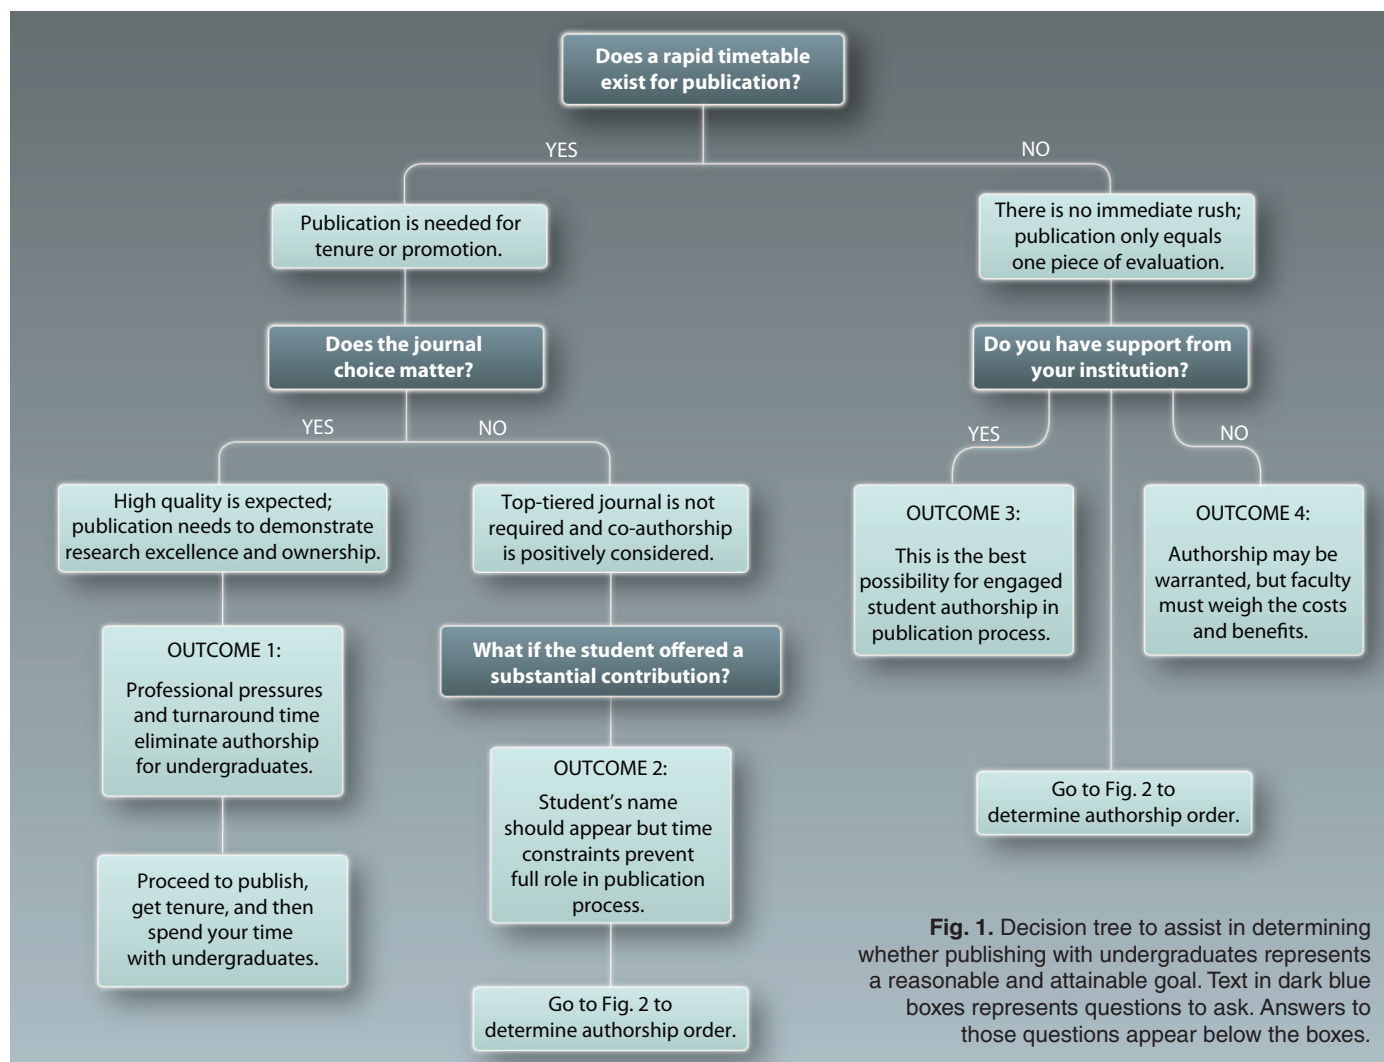 Does a rapid timetable
exist for publication?
YES
NO
Publication is needed for
tenure or promotion.
There is no immediate rush;
publication only equals
one piece of evaluation.
Does the journal
choice matter?
Do you have support from
your institution?
YES
NO
YES
NO
High quality is expected;
publication needs to demonstrate
research excellence and ownership.
Top-tiered journal is not
required and co-authorship
is positively considered.
OUTCOME 3:
This is the best
possibility for engaged
student authorship in
publication process.
OUTCOME 4:
Authorship may be
warranted, but faculty
must weigh the costs
and benefits.
OUTCOME 1:
Professional pressures
and turnaround time
eliminate authorship
for undergraduates.
What if the student offered a
substantial contribution?
OUTCOME 2:
Student’s name
should appear but time
constraints prevent
full role in publication
process.
Go to Fig. 2 to
determine authorship order.
Proceed to publish,
get tenure, and then
spend your time
with undergraduates.
Go to Fig. 2 to
determine authorship order.
Fig. 1. Decision tree to assist in determining
whether publishing with undergraduates represents
a reasonable and attainable goal. Text in dark blue
boxes represents questions to ask. Answers to
those questions appear below the boxes.